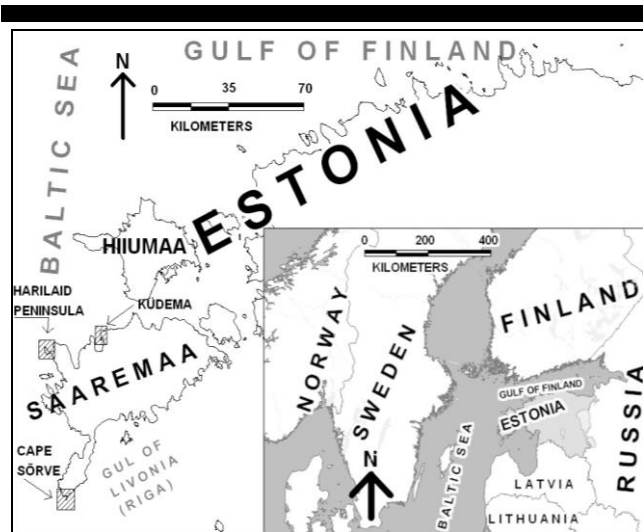 GULF OF FINLAND
BALTIC SEA
N
0 35 70
KILOMETERS
ESTONIA
HIIUMAA
HARILAID
PENINSULA
KÜDEMA
SAAREMAA
CAPE
SÕRVE
GUL OF
LIVONIA
(RIGA)
0 200 400
KILOMETERS
NORWAY
SWEDEN
FINLAND
GULF OF FINLAND
ESTONIA
RUSSIA
BALTIC SEA
N
LATVIA
LITHUANIA